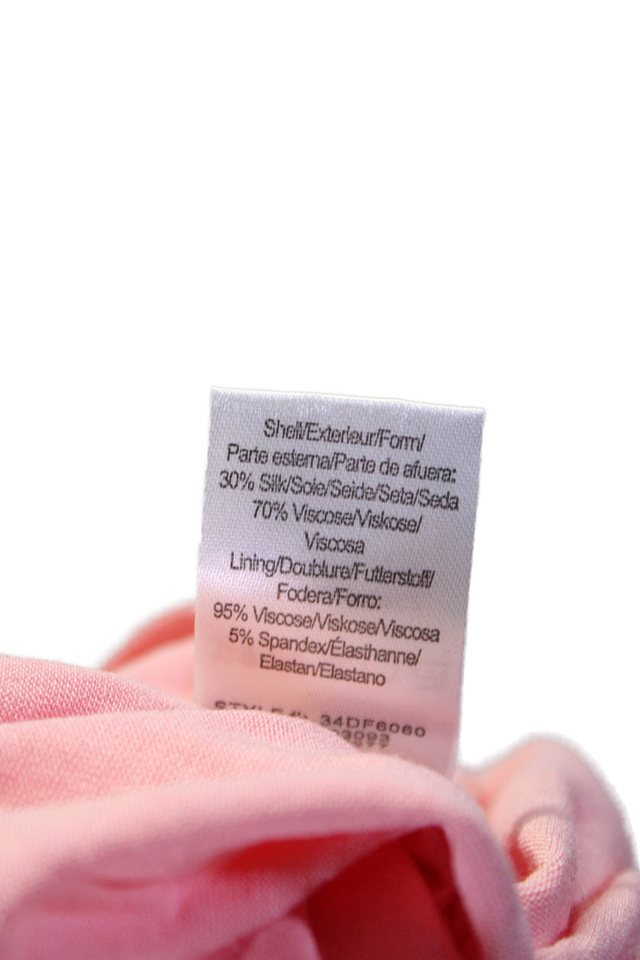 Shell/Exterieur/Form/
Parte esterna/Parte de afuera:
30% Silk/Soie/Seide/Seta/Seda
70% Viscose/Viskose/
Viscosa
Lining/Doublure/Futterstoff/
Fodera/Forro:
95% Viscose/Viskose/Viscosa
5% Spandex/Élasthanne/
Elastan/Elastano
34DF6060